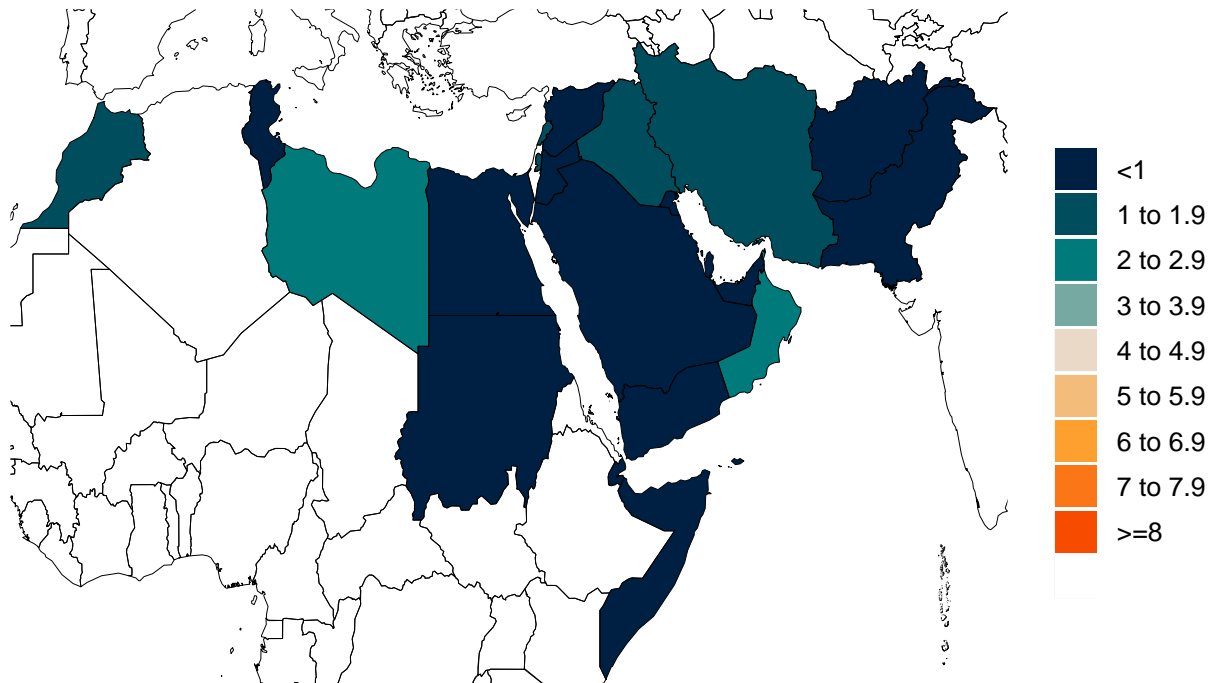 <1
1 to 1.9
2 to 2.9
3 to 3.9
4 to 4.9
5 to 5.9
6 to 6.9
7 to 7.9
>=8